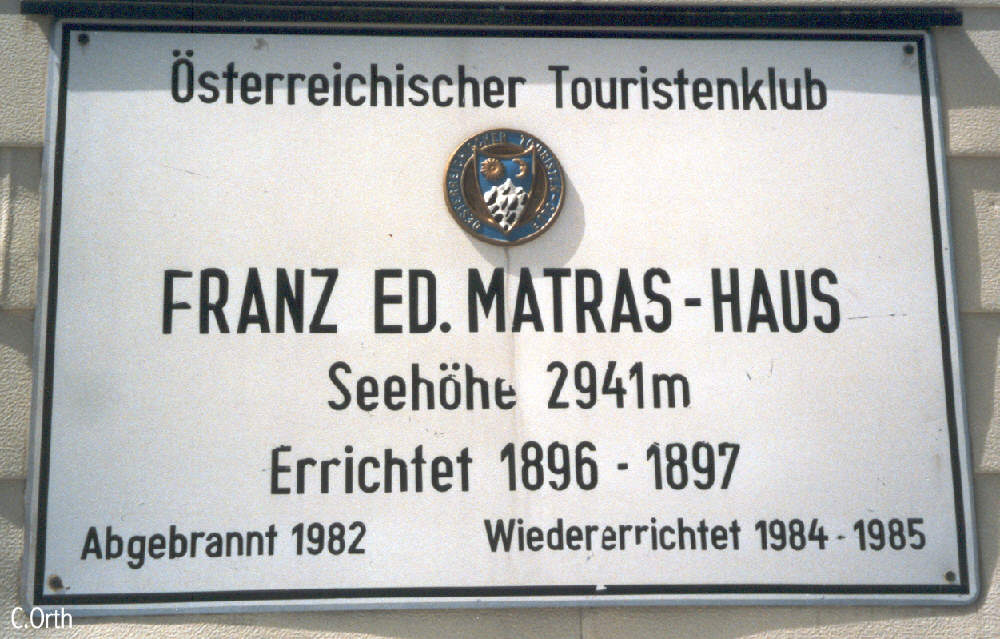 Österreichischer Touristenklub
FRANZ ED. MATRAS-HAUS
Seehöhe 2941m
Errichtet 1896 - 1897
Abgebrannt 1982 Wiedererrichtet 1984 - 1985
C.Orth